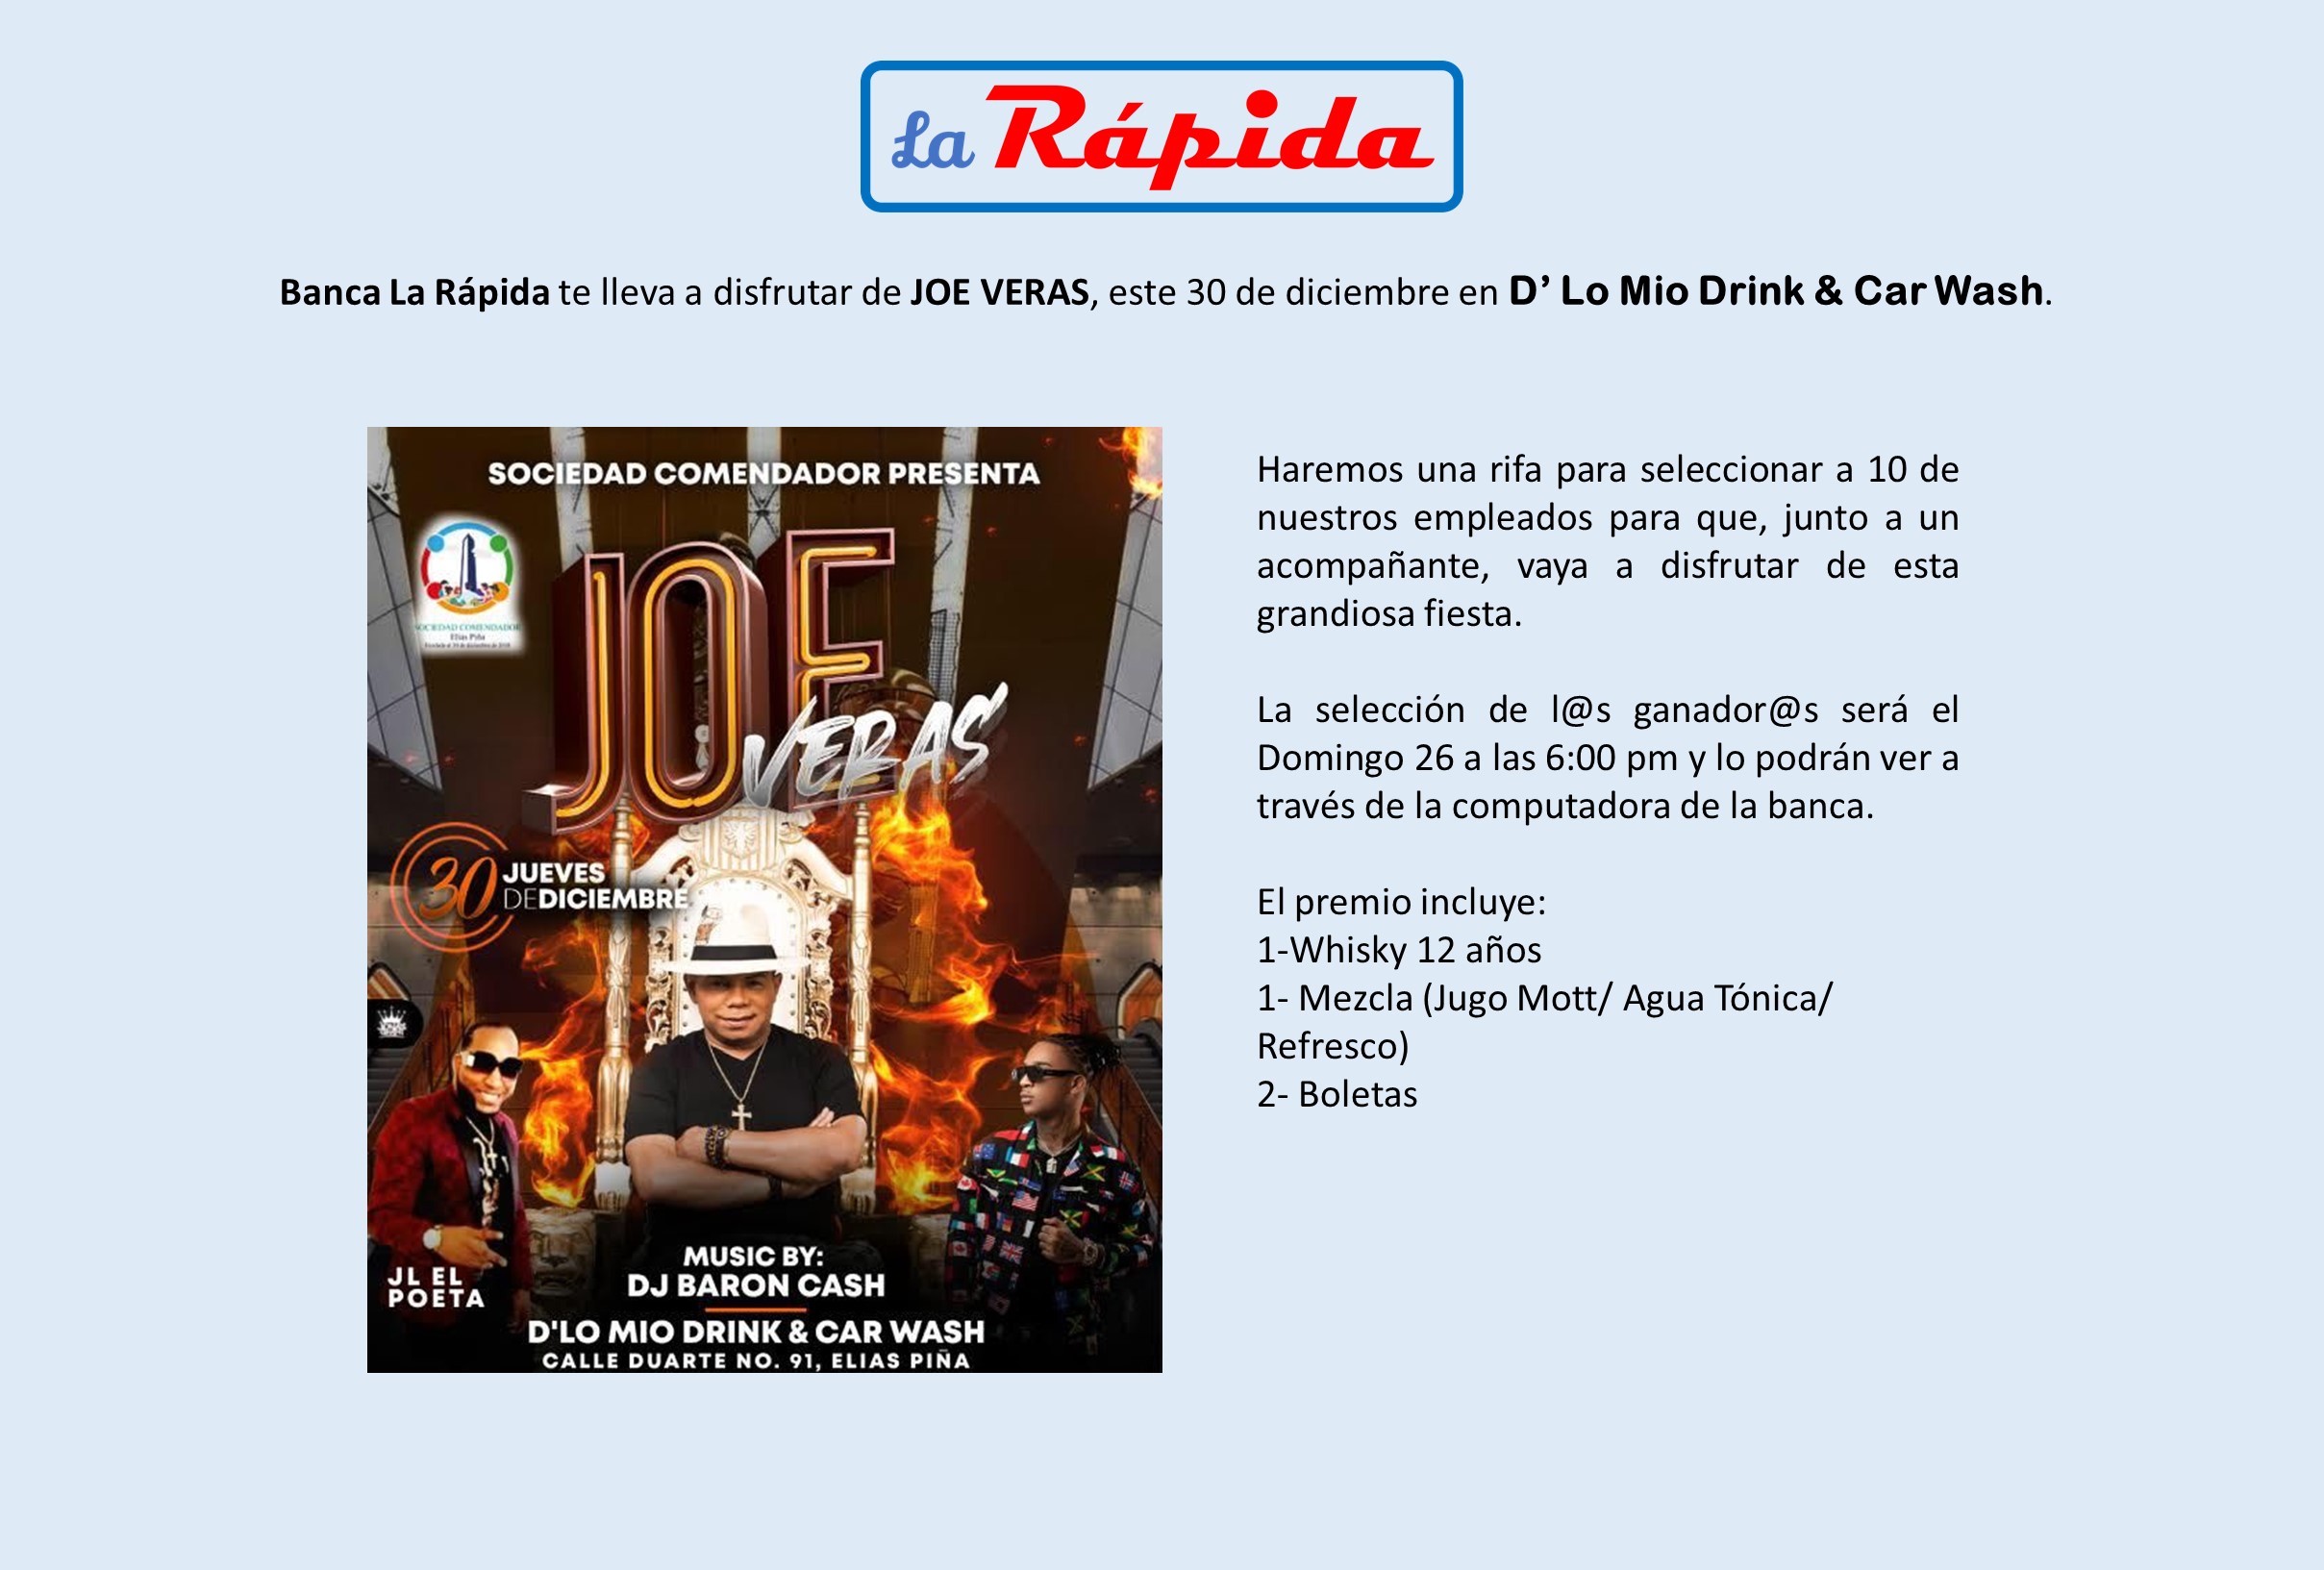 La Rápida
Banca La Rápida te lleva a disfrutar de JOE VERAS, este 30 de diciembre en D’ Lo Mio Drink & Car Wash.
SOCIEDAD COMENDADOR PRESENTA
SOCIEDAD COMENDADOR
Elías Piña
JOE
VERAS
30 JUEVES
DE DICIEMBRE
JL EL
POETA
MUSIC BY:
DJ BARON CASH
D'LO MIO DRINK & CAR WASH
CALLE DUARTE NO. 91, ELIAS PIÑA
Haremos una rifa para seleccionar a 10 de
nuestros empleados para que, junto a un
acompañante, vaya a disfrutar de esta
grandiosa fiesta.
La selección de l@s ganador@s será el
Domingo 26 a las 6:00 pm y lo podrán ver a
través de la computadora de la banca.
El premio incluye:
1-Whisky 12 años
1- Mezcla (Jugo Mott/ Agua Tónica/
Refresco)
2- Boletas